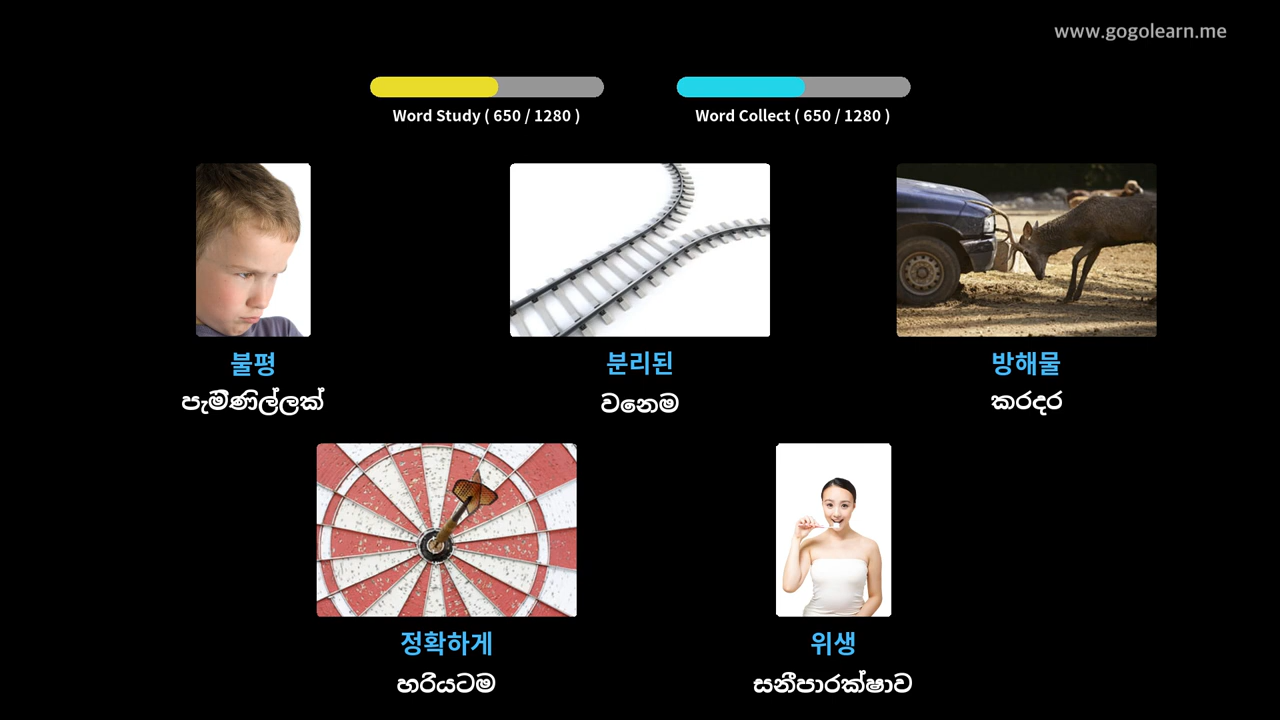 www.gogolearn.me
Word Study ( 650 / 1280 )
Word Collect ( 650 / 1280 )
불평
පැමිණිල්ලක්
분리된
වෙනම
방해물
කරදර
정확하게
හරියටම
위생
සනීපාරක්ෂාව